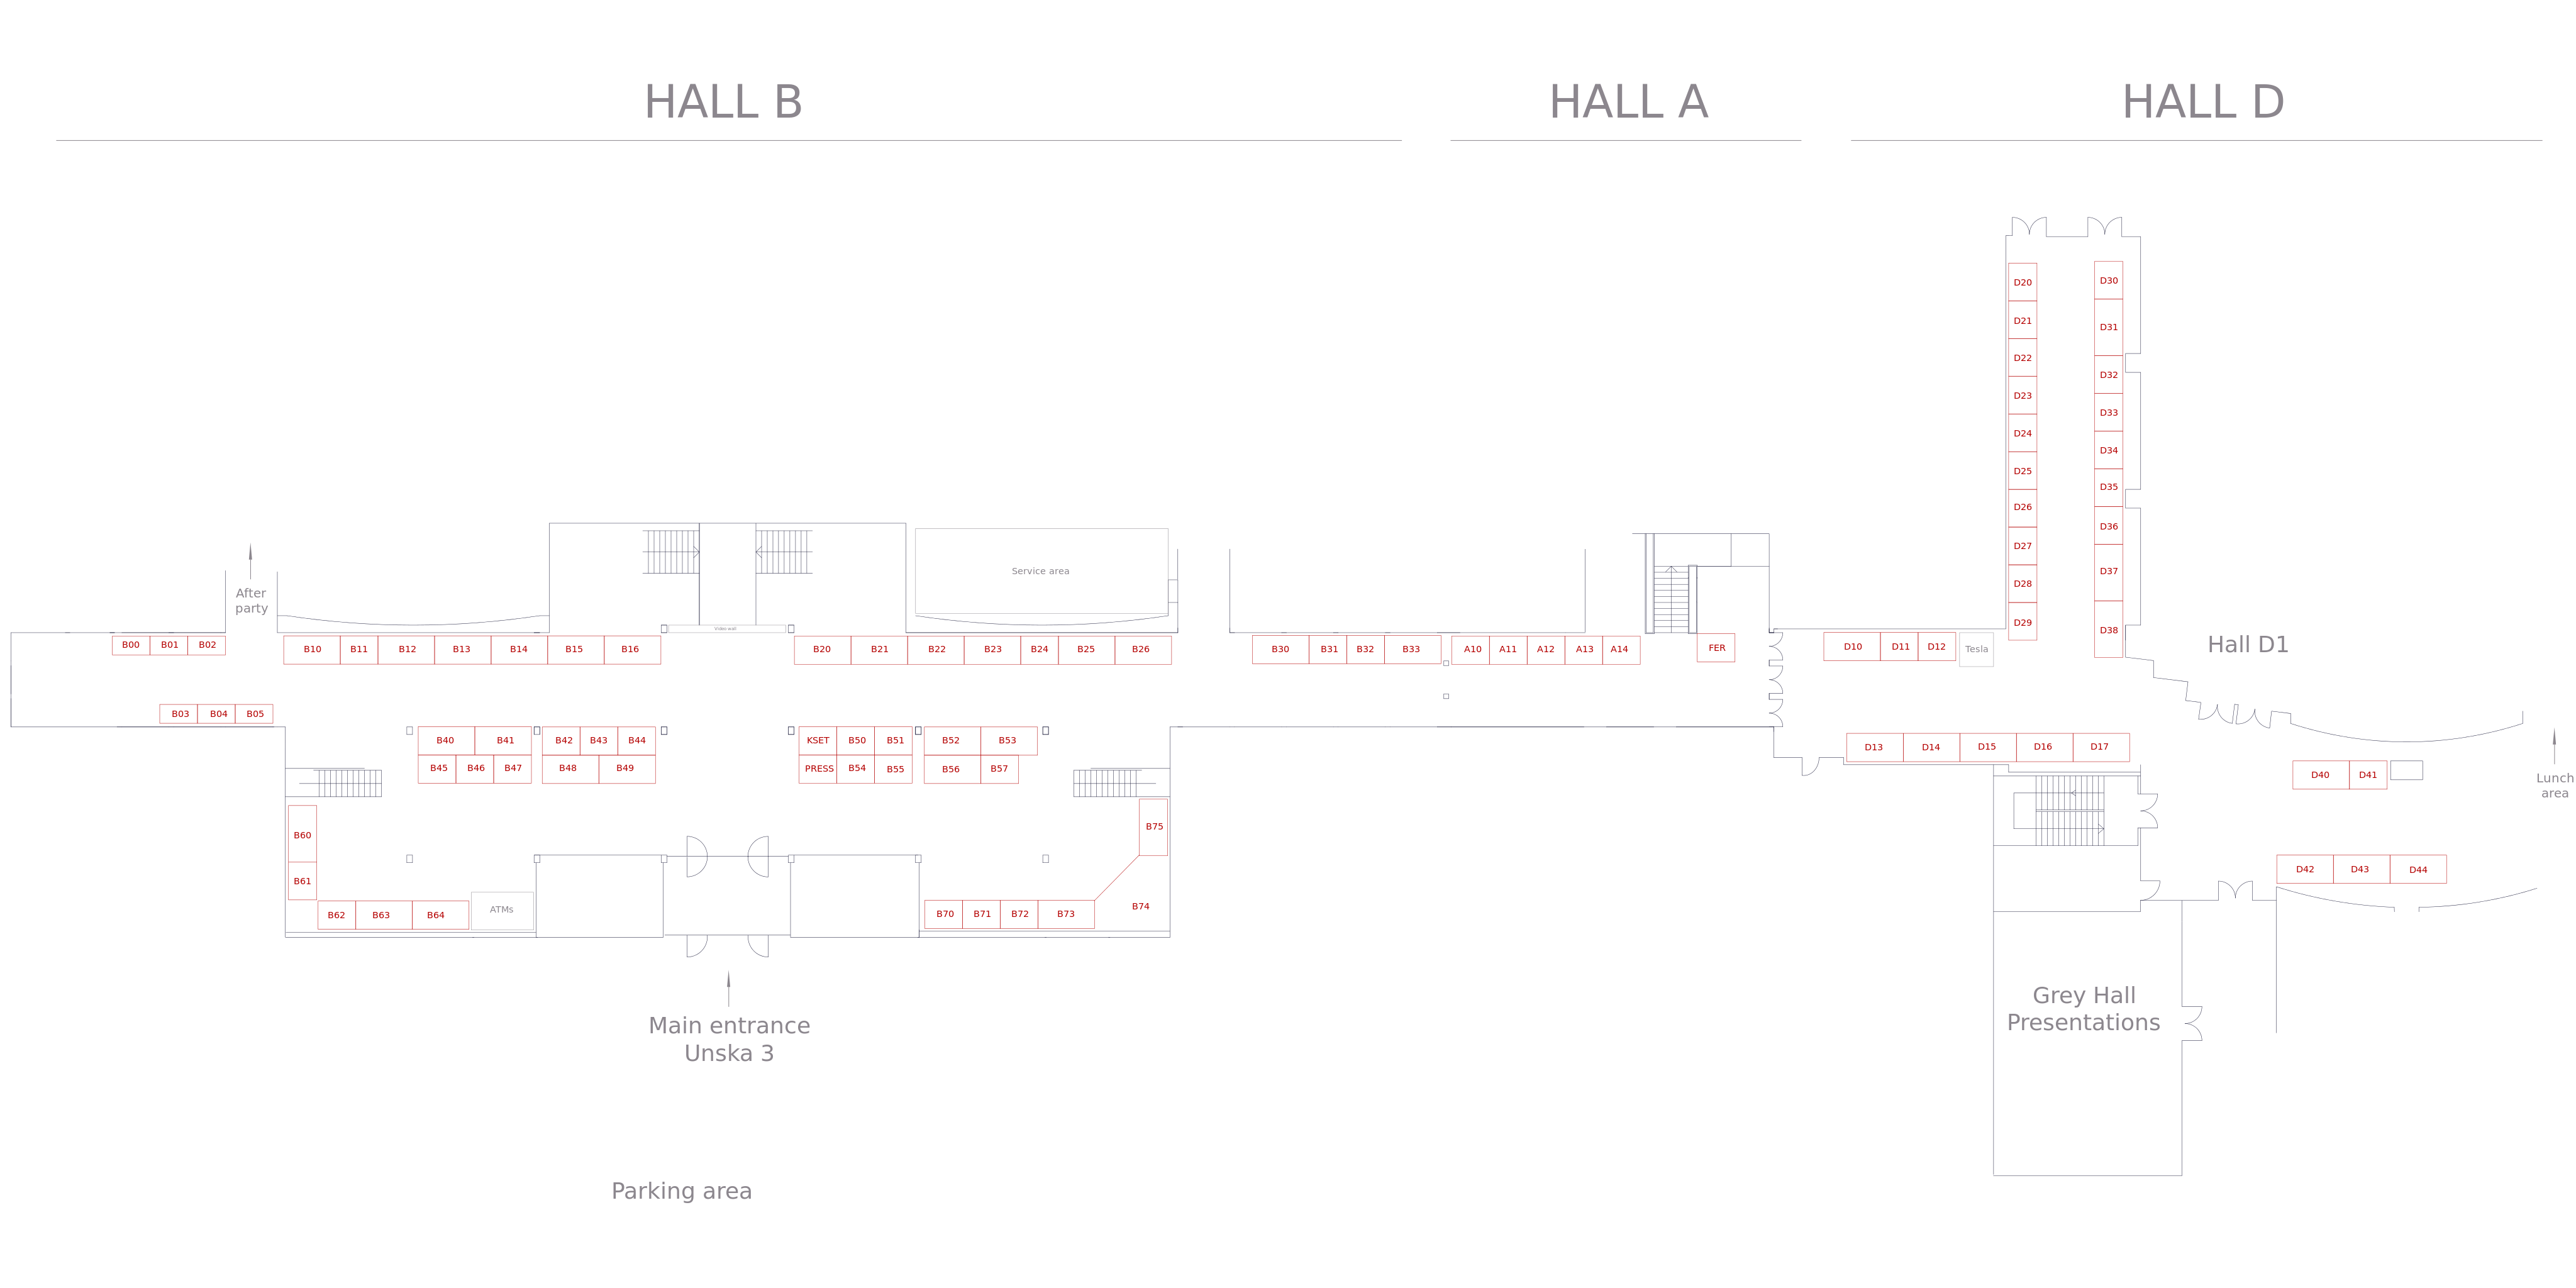 HALL B
HALL A
HALL D
D20
D30
D21
D31
D22
D32
D23
D33
D24
D34
D25
D35
D26
D36
D27
D37
D28
D29
D38
Service area
After
party
Video wall
B00 B01 B02
B10 B11 B12 B13 B14 B15 B16
B20 B21 B22 B23 B24 B25 B26
B30 B31 B32 B33
A10 A11 A12 A13 A14
FER
D10 D11 D12
Tesla
Hall D1
B03 B04 B05
B40 B41 B42 B43 B44
KSET B50 B51 B52 B53
B45 B46 B47 B48 B49
PRESS B54 B55 B56 B57
D13 D14 D15 D16 D17
D40 D41
Lunch
area
B60
B75
B61
D42 D43 D44
B62 B63 B64
ATMs
B70 B71 B72 B73
B74
Main entrance
Unska 3
Grey Hall
Presentations
Parking area